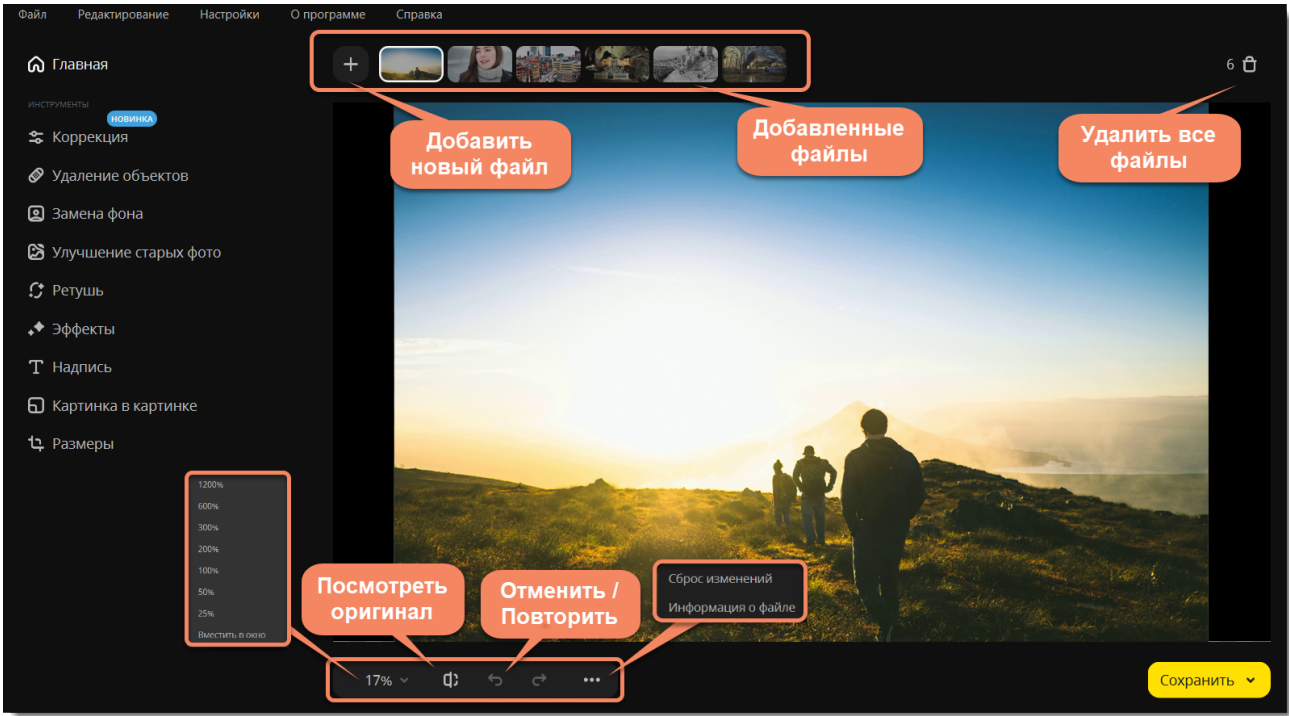 Файл Редактирование Настройки О программе Справка
Главная
6
ИНСТРУМЕНТЫ
НОВИНКА
Коррекция
Удаление объектов
Замена фона
Улучшение старых фото
Ретушь
Эффекты
Надпись
Картинка в картинке
Размеры
Добавить
новый файл
Добавленные
файлы
Удалить все
файлы
1200%
600%
300%
200%
100%
50%
25%
Вместить в окно
Посмотреть
оригинал
Отменить /
Повторить
Сброс изменений
Информация о файле
17%
Сохранить